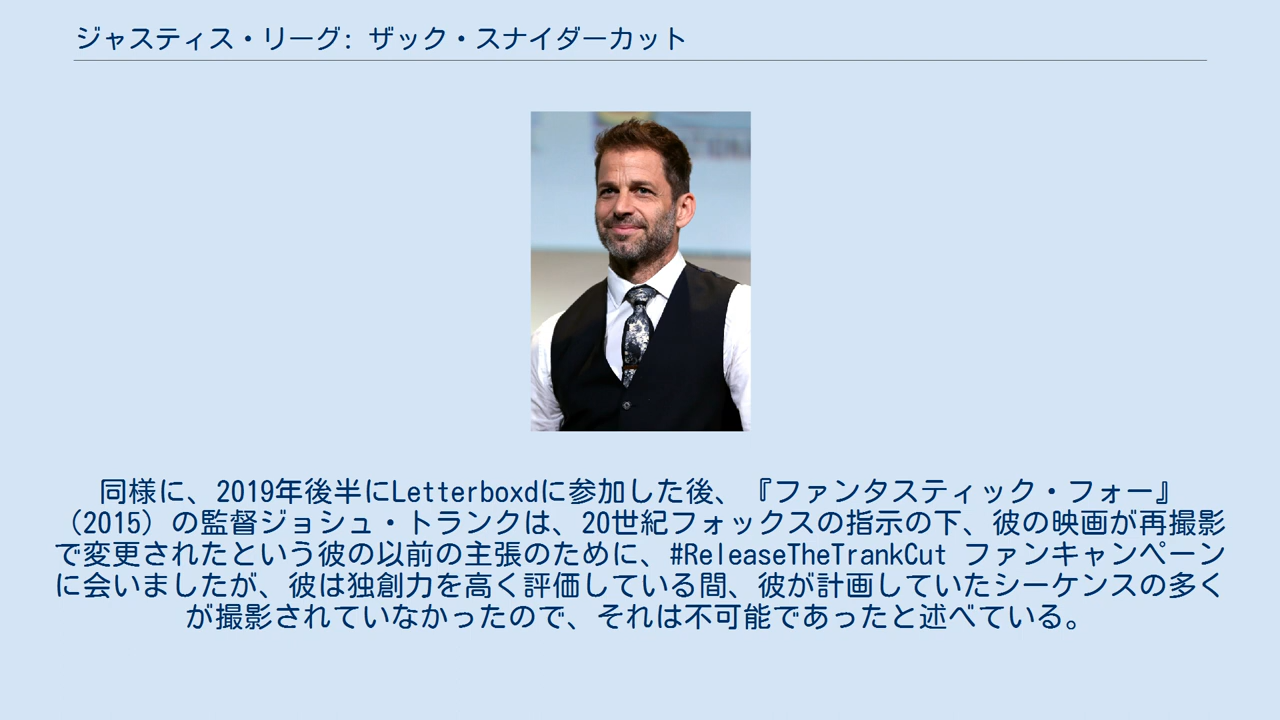 ジャスティス・リーグ: ザック・スナイダーカット
同様に、2019年後半にLetterboxdに参加した後、『ファンタスティック・フォー』
（2015）の監督ジョシュ・トランクは、20世紀フォックスの指示の下、彼の映画が再撮影
で変更されたという彼の以前の主張のために、#ReleaseTheTrankCut ファンキャンペーン
に会いましたが、彼は独創力を高く評価している間、彼が計画していたシーケンスの多く
が撮影されていなかったので、それは不可能であったと述べている。